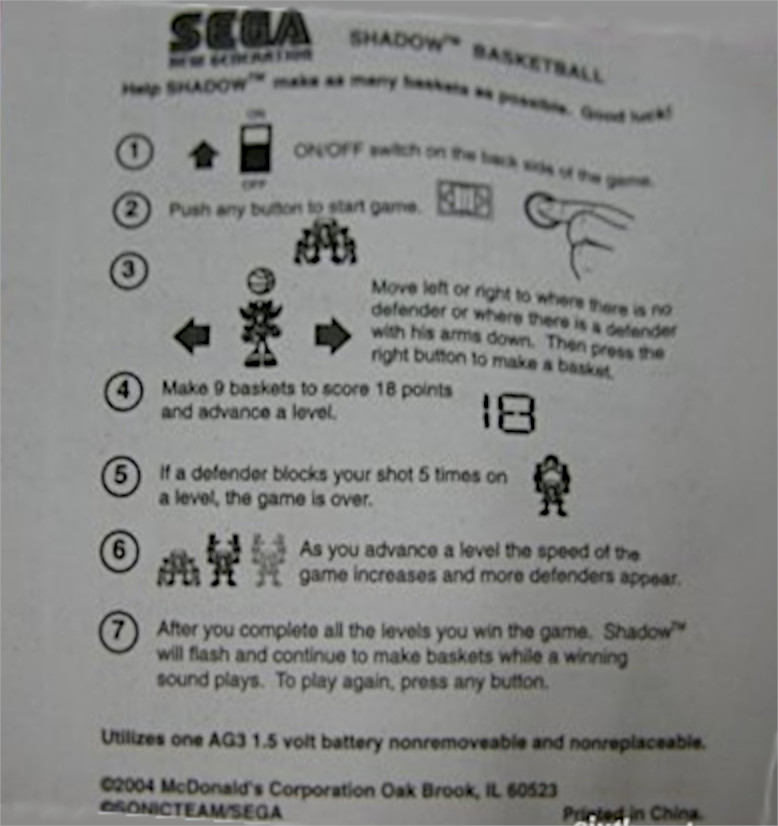 SEGA
NEW GENERATION
SHADOW™ BASKETBALL
Help SHADOW™ make as many baskets as possible. Good luck!
ON
1
ON/OFF switch on the back side of the game.
OFF
2
Push any button to start game.
3
Move left or right to where there is no
defender or where there is a defender
with his arms down. Then press the
right button to make a basket.
4
Make 9 baskets to score 18 points
and advance a level.
18
5
If a defender blocks your shot 5 times on
a level, the game is over.
6
As you advance a level the speed of the
game increases and more defenders appear.
7
After you complete all the levels you win the game. Shadow™
will flash and continue to make baskets while a winning
sound plays. To play again, press any button.
Utilizes one AG3 1.5 volt battery nonremoveable and nonreplaceable.
©2004 McDonald's Corporation Oak Brook, IL 60523
©SONICTEAM/SEGA
Printed in China.